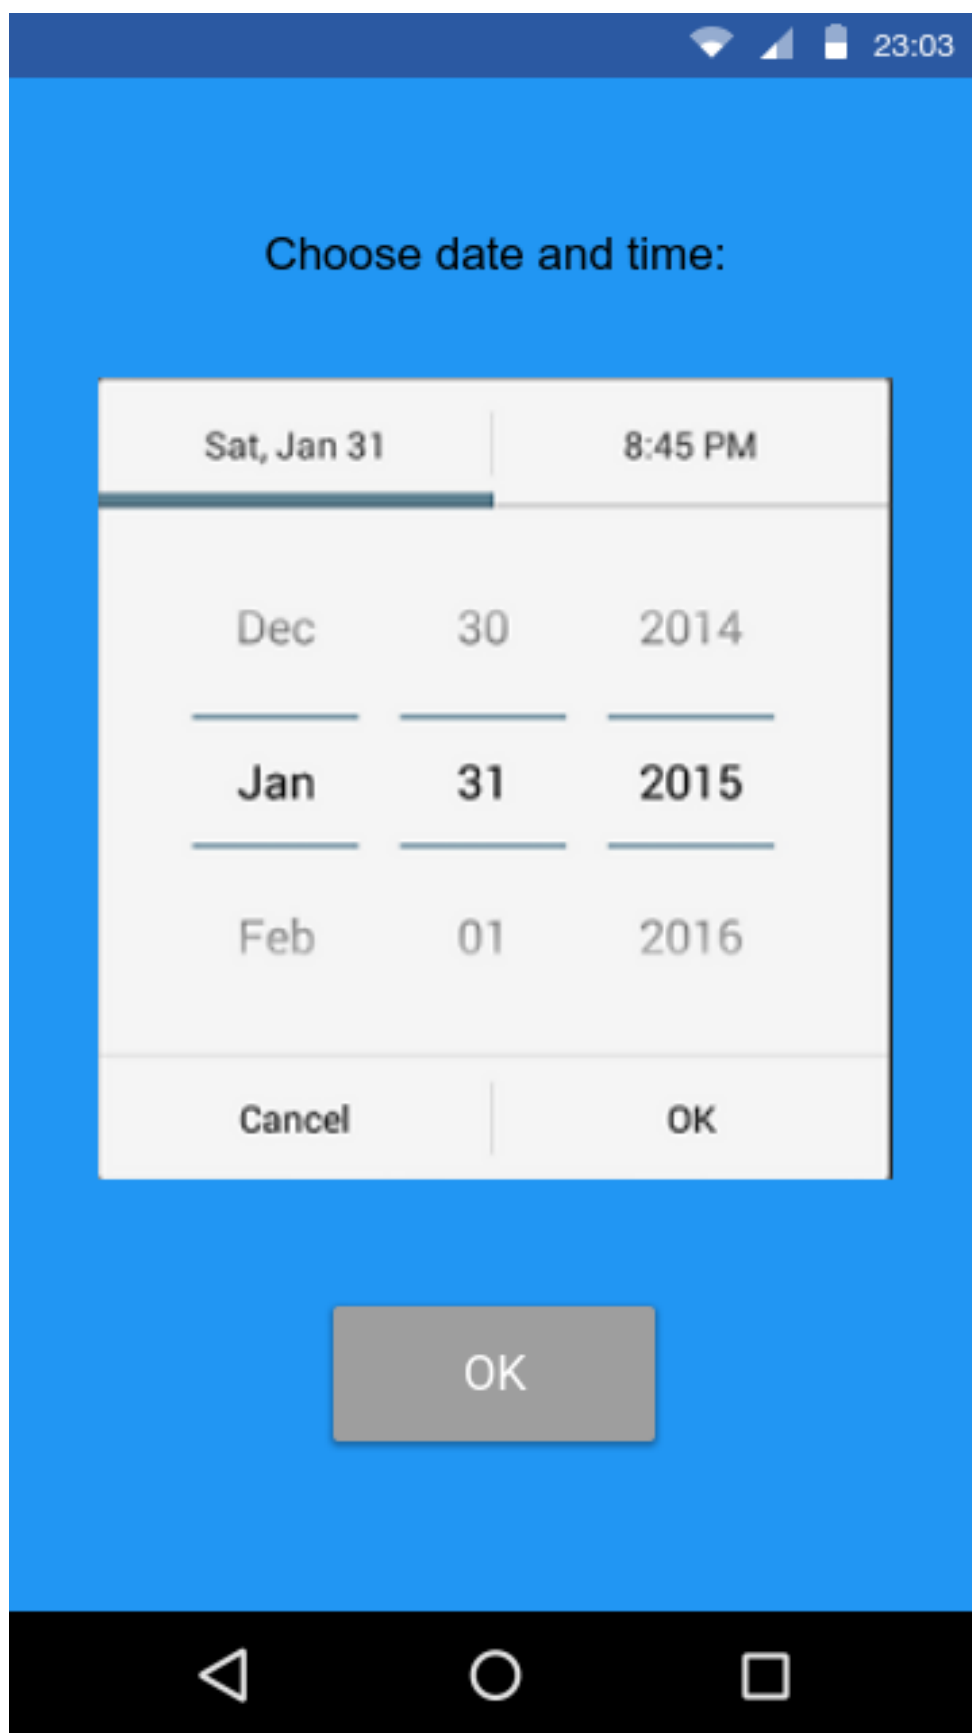 23:03
Choose date and time:
Sat, Jan 31 8:45 PM
Dec 30 2014
Jan 31 2015
Feb 01 2016
Cancel OK
OK